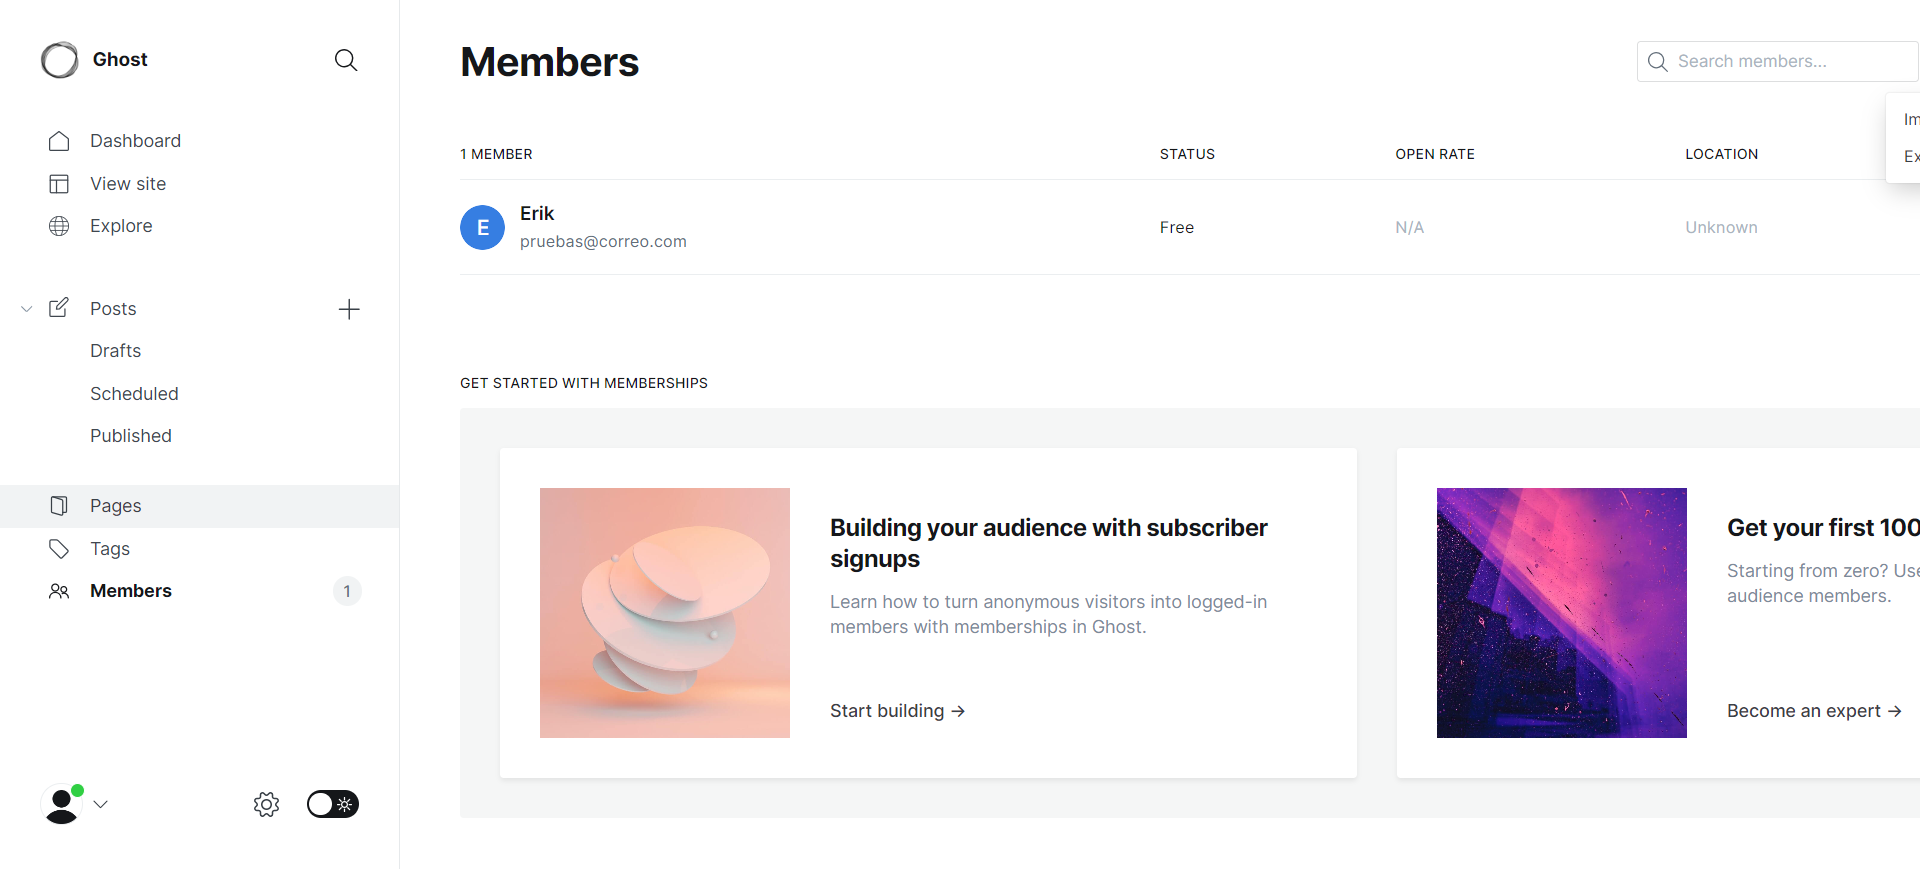 Ghost
Dashboard
View site
Explore
Posts
Drafts
Scheduled
Published
Pages
Tags
Members
1
Members
Search members...
1 MEMBER
STATUS
OPEN RATE
LOCATION
E
Erik
pruebas@correo.com
Free
N/A
Unknown
GET STARTED WITH MEMBERSHIPS
Building your audience with subscriber
signups
Learn how to turn anonymous visitors into logged-in
members with memberships in Ghost.
Start building →
Get your first 100
Starting from zero? Use
audience members.
Become an expert →